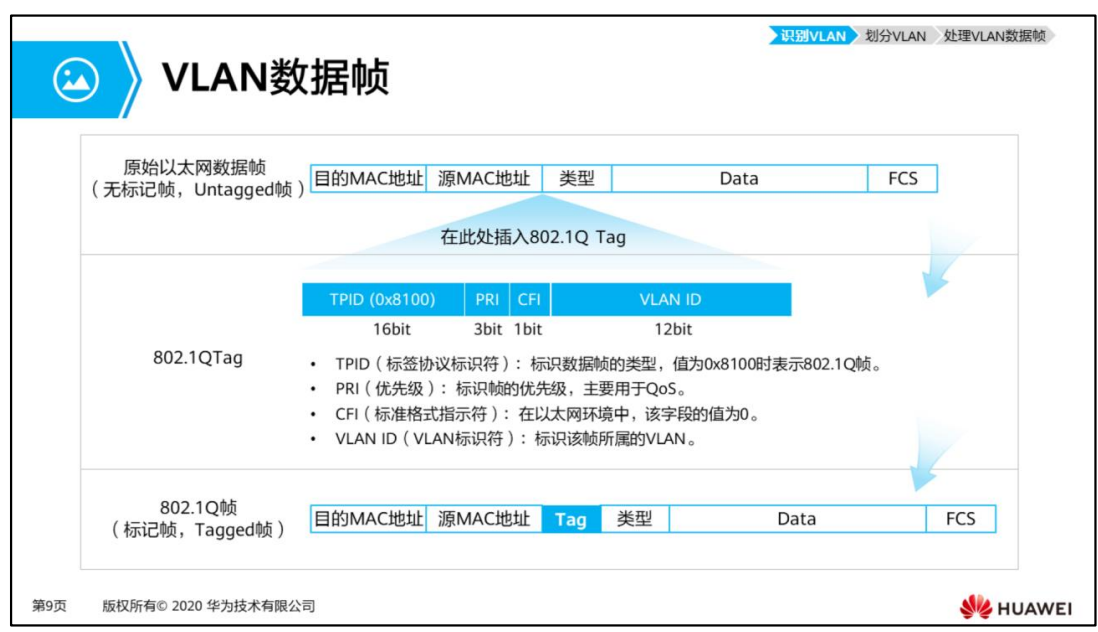 识别VLAN 划分VLAN 处理VLAN数据帧
VLAN数据帧
原始以太网数据帧
（无标记帧，Untagged帧）
目的MAC地址 源MAC地址 类型 Data FCS
在此处插入802.1Q Tag
TPID (0x8100) PRI CFI VLAN ID
16bit 3bit 1bit 12bit
802.1QTag
• TPID（标签协议标识符）：标识数据帧的类型，值为0x8100时表示802.1Q帧。
• PRI（优先级）：标识帧的优先级，主要用于QoS。
• CFI（标准格式指示符）：在以太网环境中，该字段的值为0。
• VLAN ID（VLAN标识符）：标识该帧所属的VLAN。
802.1Q帧
（标记帧，Tagged帧）
目的MAC地址 源MAC地址 Tag 类型 Data FCS
第9页 版权所有© 2020 华为技术有限公司
HUAWEI